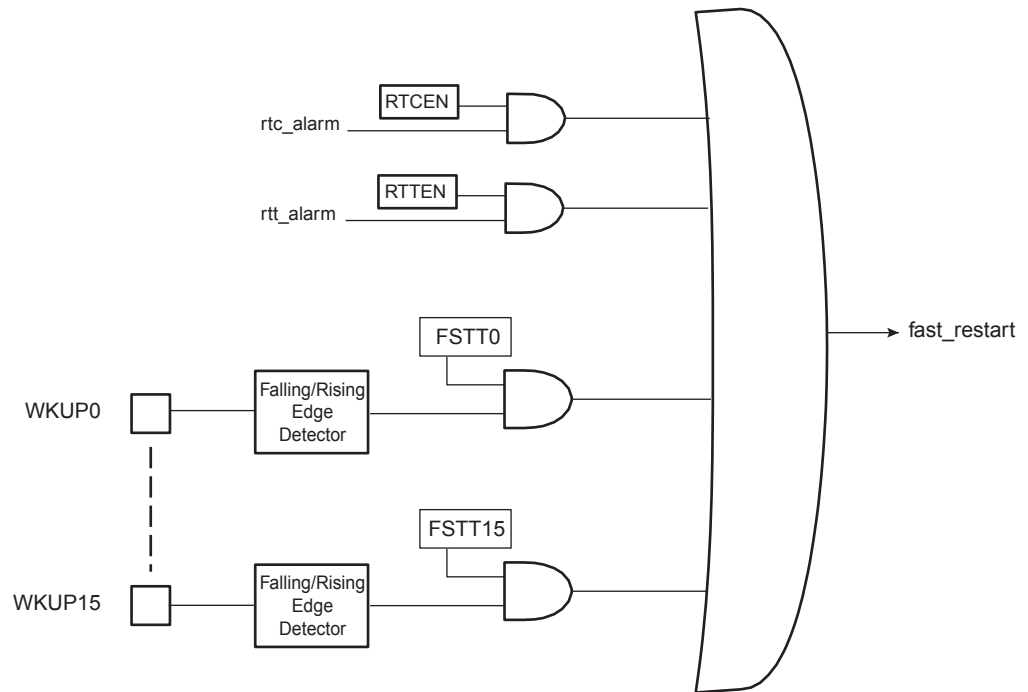 RTCEN
rtc_alarm
RTTEN
rtt_alarm
fast_restart
FSTT0
WKUP0
Falling/Rising
Edge
Detector
FSTT15
WKUP15
Falling/Rising
Edge
Detector